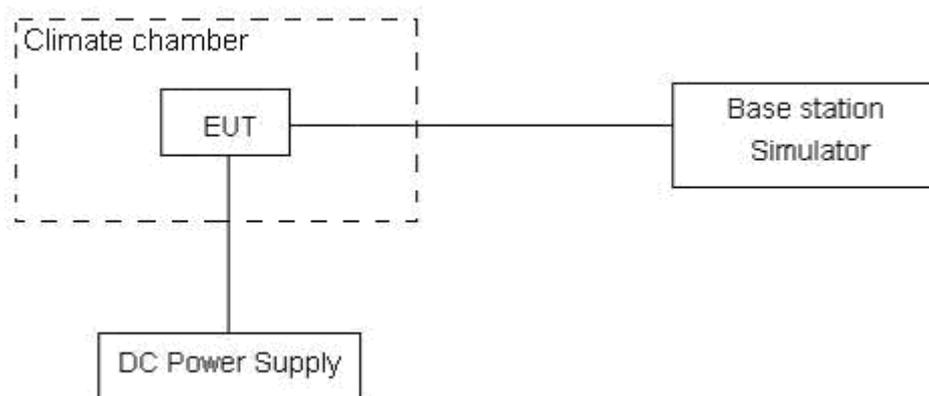 Climate chamber
EUT
Base station
Simulator
DC Power Supply